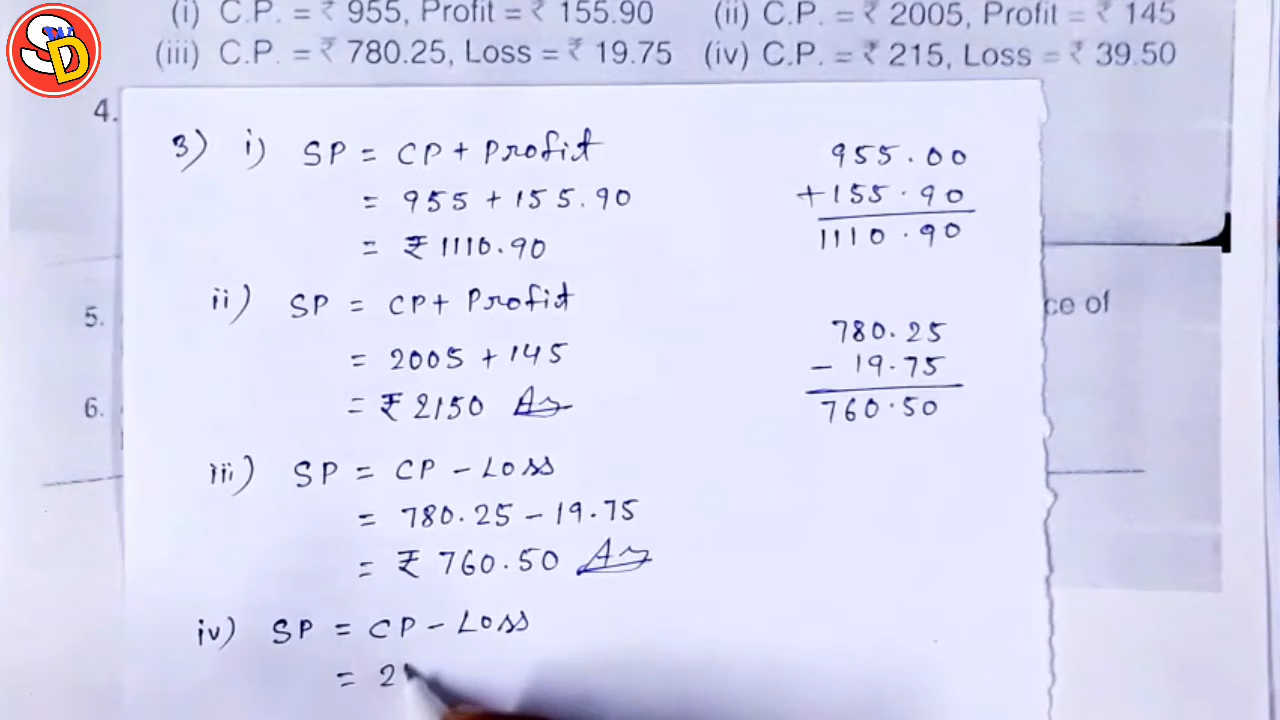 SWD
(i) C.P. = ₹ 955, Profit = ₹ 155.90 (ii) C.P. = ₹ 2005, Profit = ₹ 145
(iii) C.P. = ₹ 780.25, Loss = ₹ 19.75 (iv) C.P. = ₹ 215, Loss = ₹ 39.50
4.
3) i) SP = CP + Profit
= 955 + 155.90
= ₹ 1110.90
955.00
+155.90
1110.90
ii) SP = CP + Profit
= 2005 + 145
= ₹ 2150 Ans
780.25
- 19.75
760.50
iii) SP = CP - Loss
= 780.25 - 19.75
= ₹ 760.50 Ans
iv) SP = CP - Loss
= 2
5.
ce of
6.